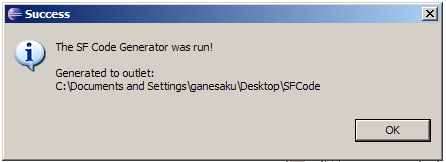 Success
The SF Code Generator was run!
Generated to outlet:
C:\Documents and Settings\ganesaku\Desktop\SFCode
OK